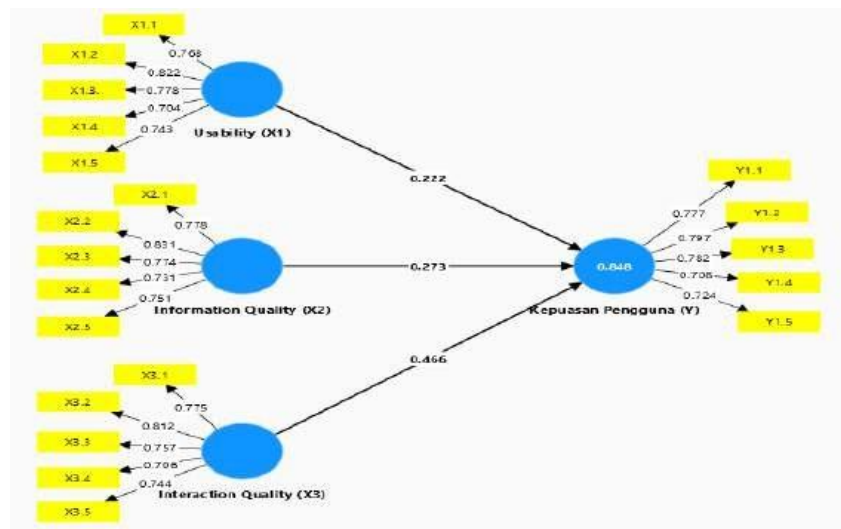 X1.1
0.768
X1.2
0.822
X1.3.
0.778
X1.4
0.704
X1.5
0.743
Usability (X1)
0.222
X2.1
0.778
X2.2
0.831
X2.3
0.774
X2.4
0.731
X2.5
0.751
Information Quality (X2)
0.273
X3.1
0.775
X3.2
0.812
X3.3
0.757
X3.4
0.706
X3.5
0.744
Interaction Quality (X3)
0.466
Y1.1
0.777
Y1.2
0.797
Y1.3
0.782
Y1.4
Y1.5
0.724
0.848
Kepuasan Pengguna (Y)